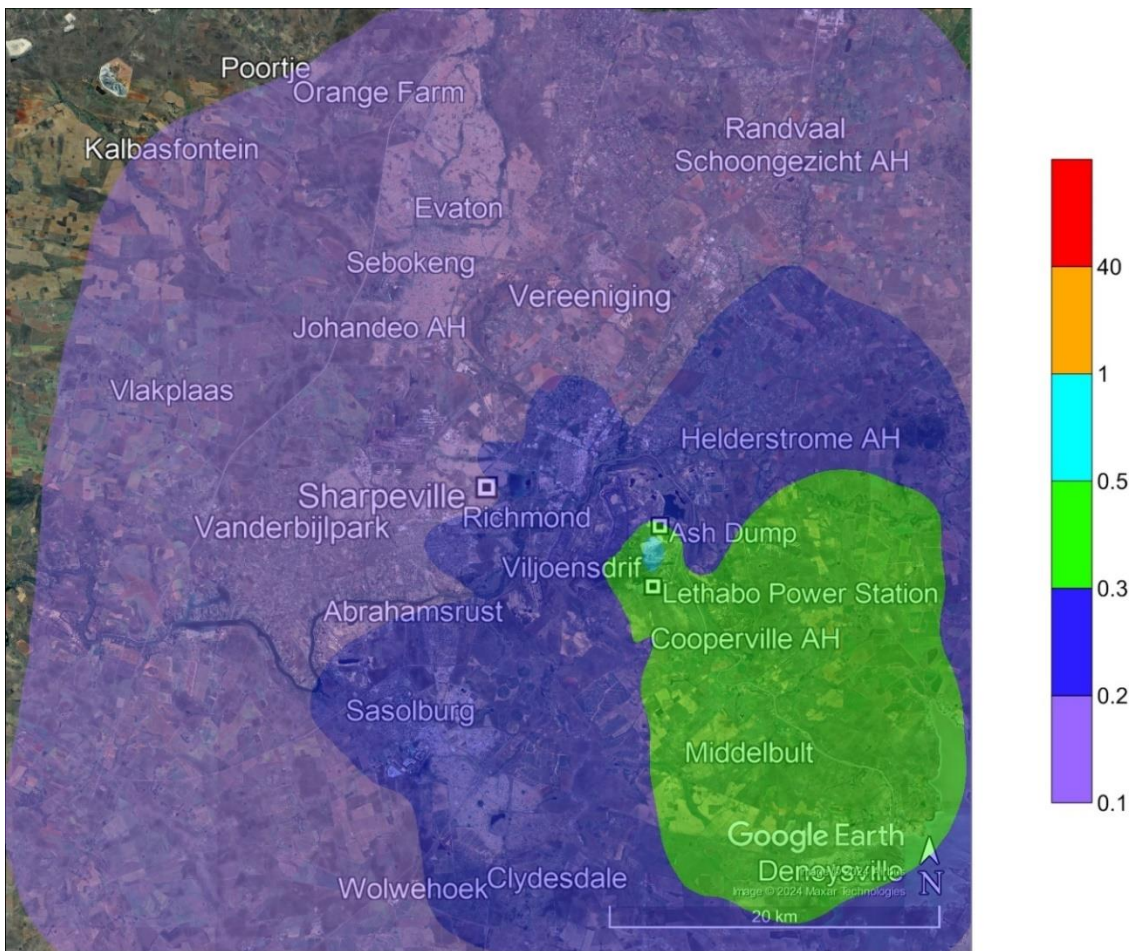 Poortje
Orange Farm
Randvaal
Kalbasfontein
Schoongezicht AH
Evaton
Sebokeng
Vereeniging
Johandeo AH
Vlakplaas
Helderstrome AH
Sharpeville
Richmond
Vanderbijlpark
Ash Dump
Viljoensdrif
Lethabo Power Station
Abrahamsrust
Cooperville AH
Sasolburg
Middelbult
Google Earth
Deneysville
Clydesdale
Wolwehoek
Image © 2024 Maxar Technologies
N
20 km
40
1
0.5
0.3
0.2
0.1